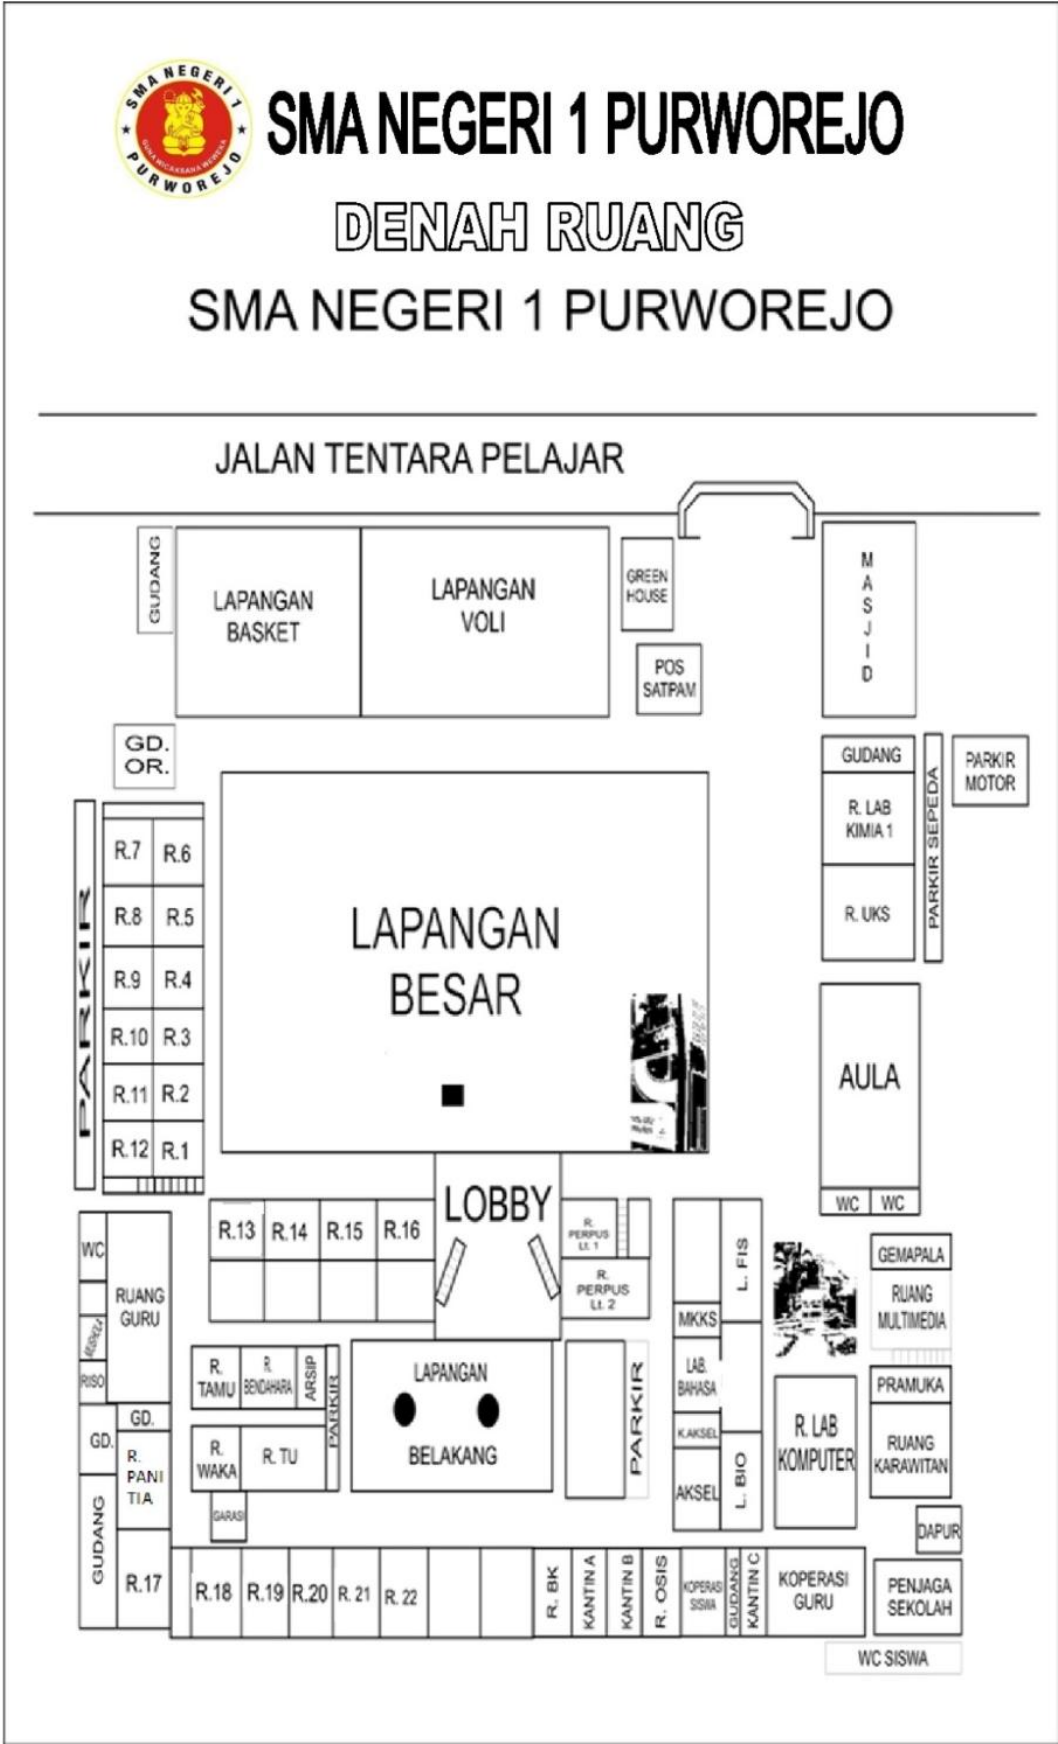 SMA NEGERI 1
PURWOREJO
SMA NEGERI 1 PURWOREJO
DENAH RUANG
SMA NEGERI 1 PURWOREJO
JALAN TENTARA PELAJAR
GUDANG
LAPANGAN
BASKET
LAPANGAN
VOLI
GREEN
HOUSE
POS
SATPAM
MASJID
GD.
OR.
GUDANG
R. LAB
KIMIA 1
R. UKS
PARKIR SEPEDA
PARKIR
MOTOR
PARKIR
R.7
R.6
R.8
R.5
R.9
R.4
R.10
R.3
R.11
R.2
R.12
R.1
LAPANGAN
BESAR
AULA
WC
WC
LOBBY
R.13
R.14
R.15
R.16
R.
PERPUS
Lt. 1
R.
PERPUS
Lt. 2
L. FIS
MKKS
LAB.
BAHASA
K.AKSEL
AKSEL
L. BIO
GEMAPALA
RUANG
MULTIMEDIA
PRAMUKA
RUANG
KARAWITAN
R. LAB
KOMPUTER
DAPUR
WC
RUANG
GURU
MUSHOLA
RISO
GD.
GD.
R.
PANI
TIA
GUDANG
R.17
R.
TAMU
R.
BENDAHARA
ARSIP
PARKIR
R.
WAKA
R. TU
GARASI
LAPANGAN
BELAKANG
PARKIR
R.18
R.19
R.20
R. 21
R. 22
R. BK
KANTIN A
KANTIN B
R. OSIS
KOPERASI
SISWA
GUDANG
KANTIN C
KOPERASI
GURU
PENJAGA
SEKOLAH
WC SISWA